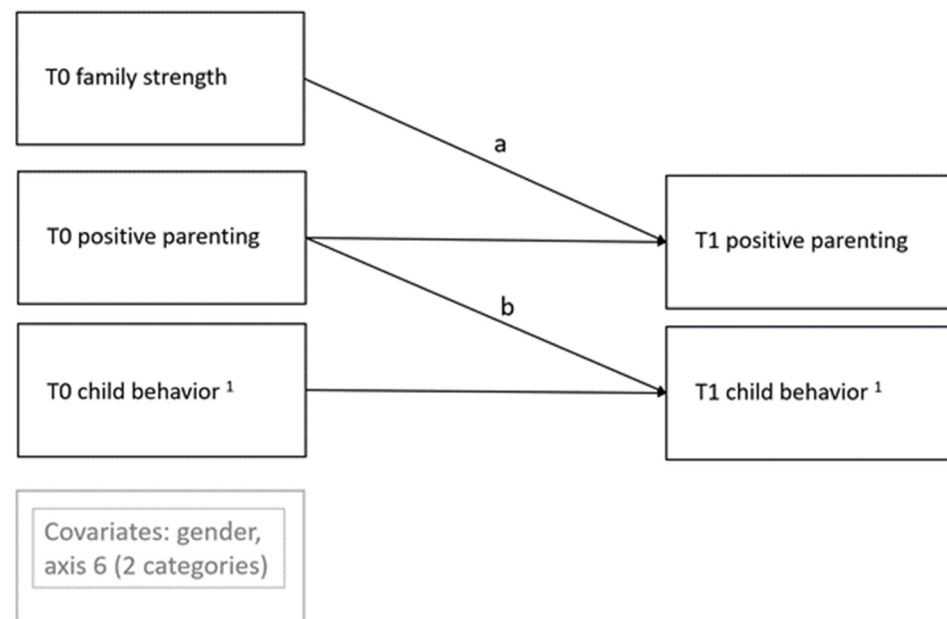 T0 family strength
a
T0 positive parenting
T1 positive parenting
b
T0 child behavior ¹
T1 child behavior ¹
Covariates: gender,
axis 6 (2 categories)